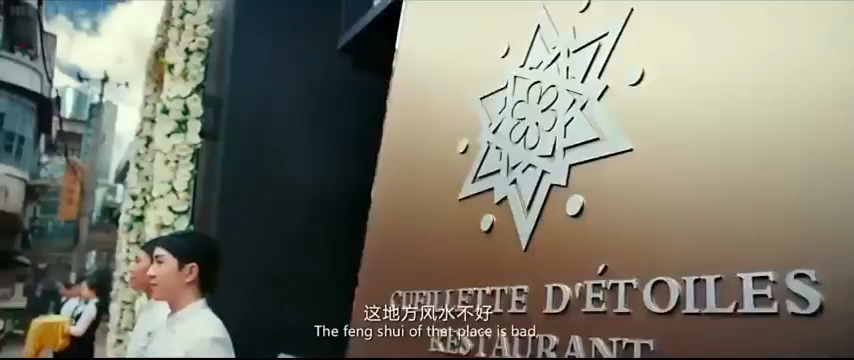 CUEILLETTE D'ÉTOILES
RESTAURANT
这地方风水不好
The feng shui of that place is bad